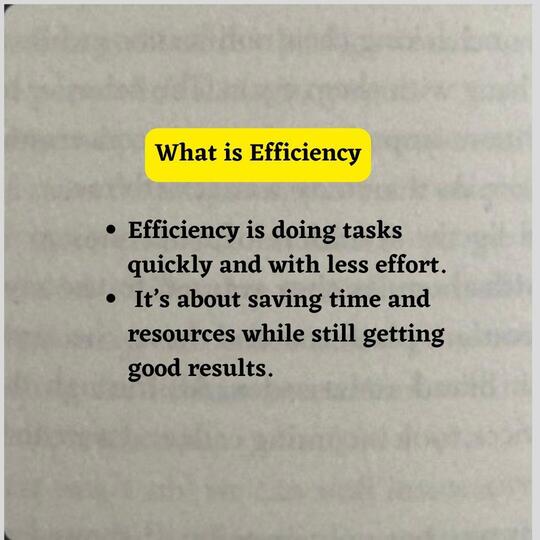 What is Efficiency
• Efficiency is doing tasks
quickly and with less effort.
• It's about saving time and
resources while still getting
good results.